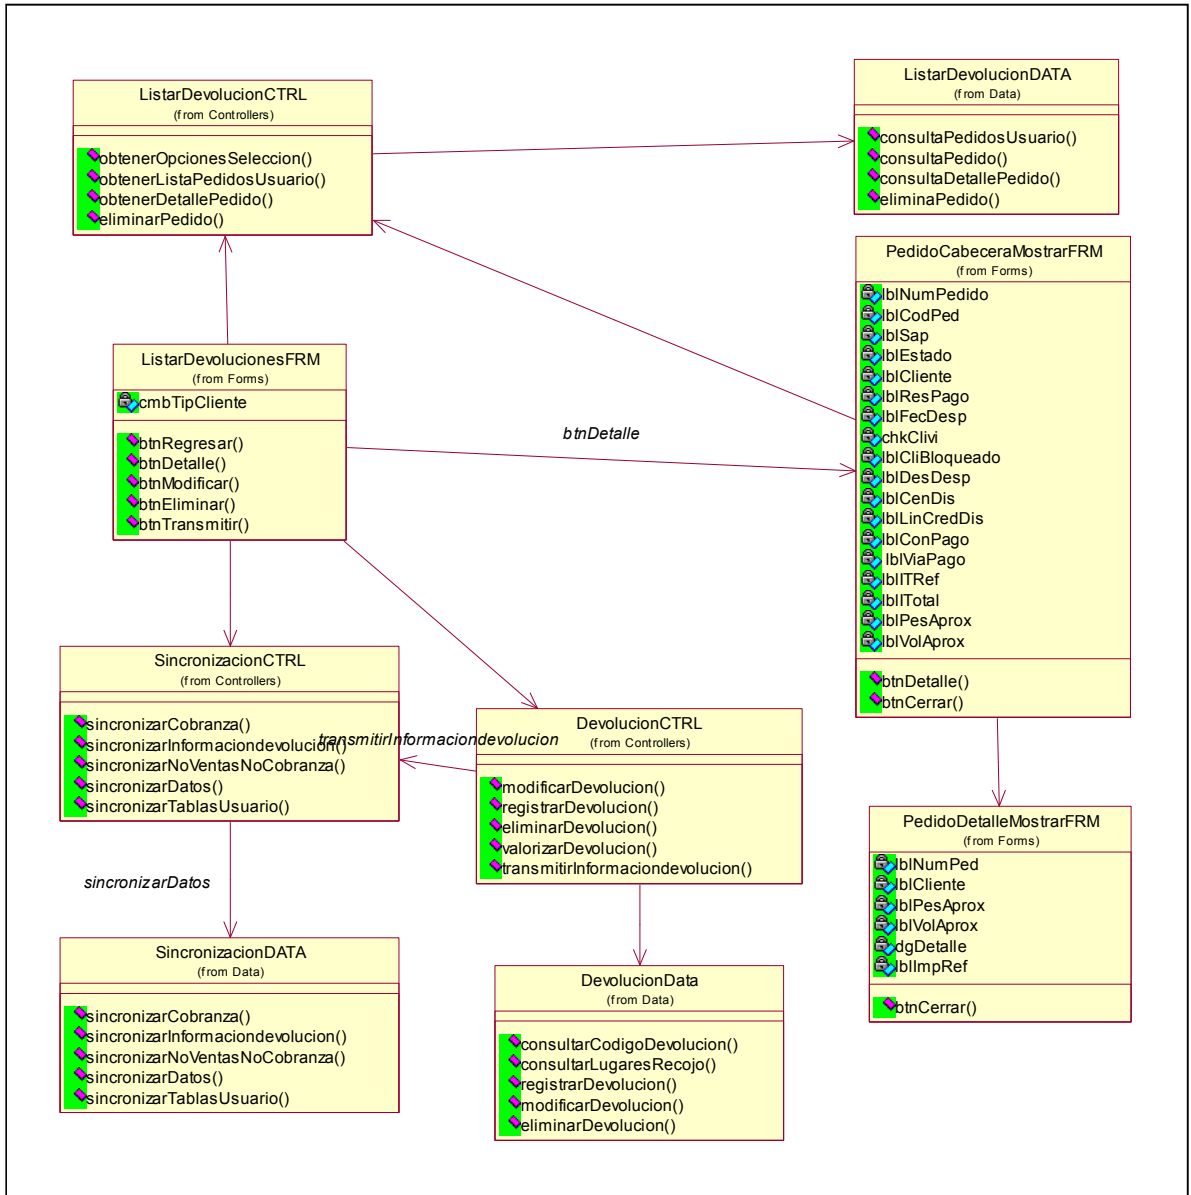 ListarDevolucionCTRL
(from Controllers)
obtenerOpcionesSeleccion()
obtenerListaPedidosUsuario()
obtenerDetallePedido()
eliminarPedido()
ListarDevolucionDATA
(from Data)
consultaPedidosUsuario()
consultaPedido()
consultaDetallePedido()
eliminaPedido()
PedidoCabeceraMostrarFRM
(from Forms)
lblNumPedido
lblCodPed
lblSap
lblEstado
lblCliente
lblResPago
lblFecDesp
chkClivi
lblCliBloqueado
lblDesDesp
lblCenDis
lblLinCredDis
lblConPago
lblViaPago
lblITRef
lblITotal
lblPesAprox
lblVolAprox
btnDetalle()
btnCerrar()
ListarDevolucionesFRM
(from Forms)
cmbTipCliente
btnRegresar()
btnDetalle()
btnModificar()
btnEliminar()
btnTransmitir()
btnDetalle
SincronizacionCTRL
(from Controllers)
sincronizarCobranza()
sincronizarInformaciondevolucion()
sincronizarNoVentasNoCobranza()
sincronizarDatos()
sincronizarTablasUsuario()
transmitirInformaciondevolucion
DevolucionCTRL
(from Controllers)
modificarDevolucion()
registrarDevolucion()
eliminarDevolucion()
valorizarDevolucion()
transmitirInformaciondevolucion()
PedidoDetalleMostrarFRM
(from Forms)
lblNumPed
lblCliente
lblPesAprox
lblVolAprox
dgDetalle
lblImpRef
btnCerrar()
sincronizarDatos
SincronizacionDATA
(from Data)
sincronizarCobranza()
sincronizarInformaciondevolucion()
sincronizarNoVentasNoCobranza()
sincronizarDatos()
sincronizarTablasUsuario()
DevolucionData
(from Data)
consultarCodigoDevolucion()
consultarLugaresRecojo()
registrarDevolucion()
modificarDevolucion()
eliminarDevolucion()